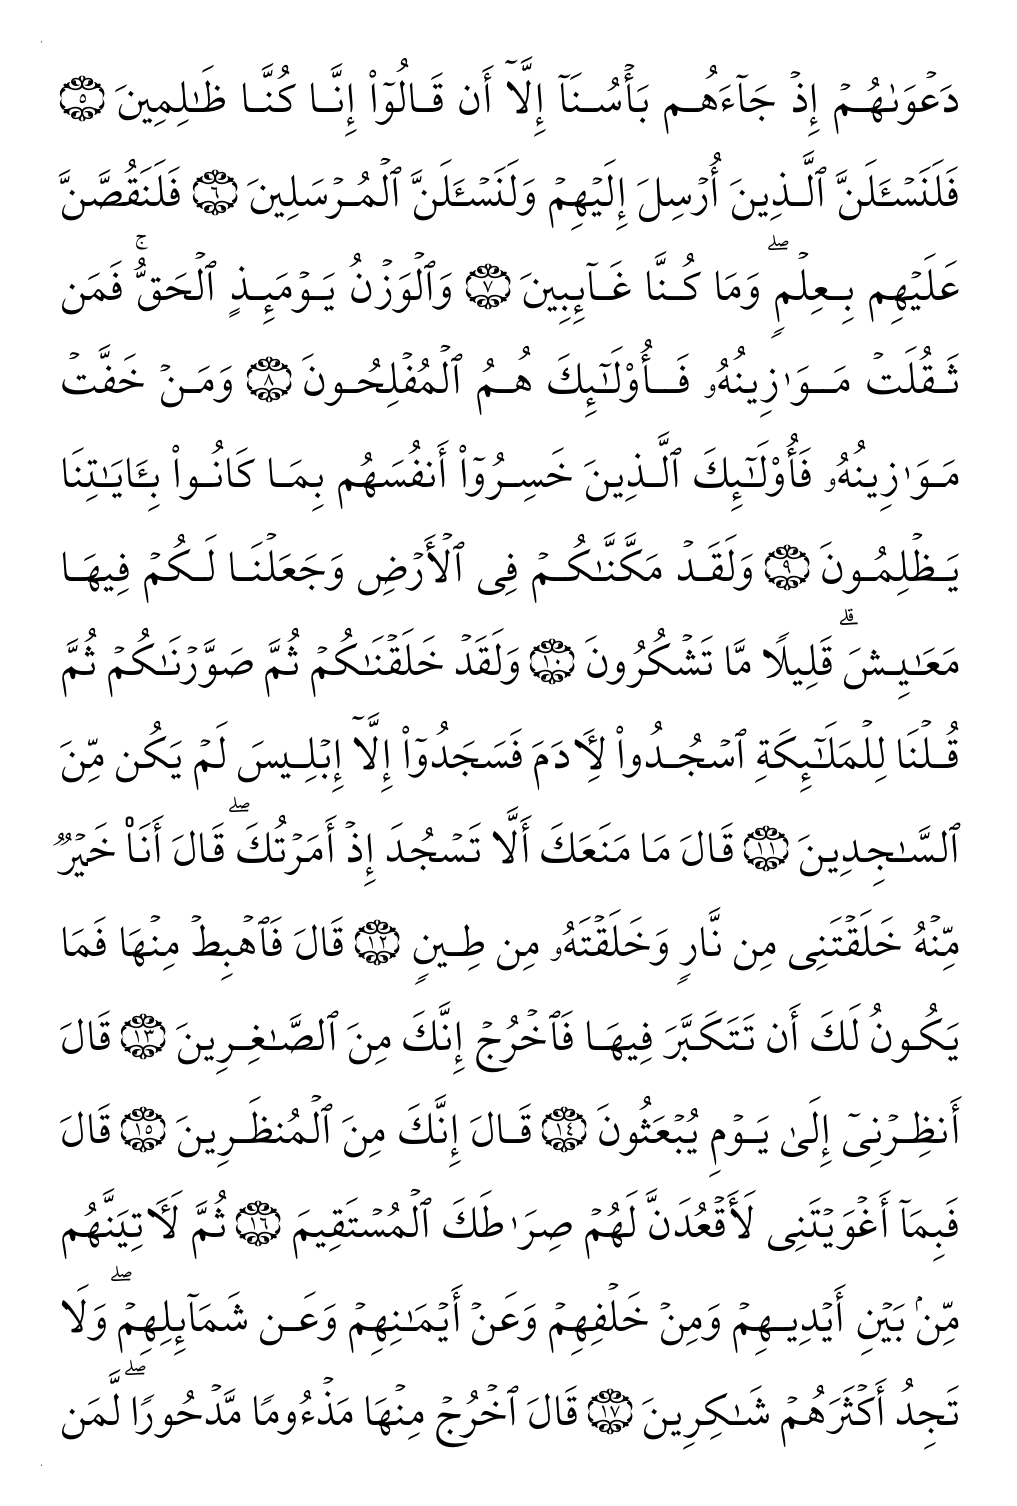 دَعۡوَىٰهُمۡ إِذۡ جَآءَهُم بَأۡسُنَآ إِلَّآ أَن قَالُوٓاْ إِنَّا كُنَّا ظَٰلِمِينَ ٥
فَلَنَسۡـَٔلَنَّ ٱلَّذِينَ أُرۡسِلَ إِلَيۡهِمۡ وَلَنَسۡـَٔلَنَّ ٱلۡمُرۡسَلِينَ ٦ فَلَنَقُصَّنَّ
عَلَيۡهِم بِعِلۡمٖۖ وَمَا كُنَّا غَآئِبِينَ ٧ وَٱلۡوَزۡنُ يَوۡمَئِذٍ ٱلۡحَقُّۚ فَمَن
ثَقُلَتۡ مَوَٰزِينُهُۥ فَأُوْلَٰٓئِكَ هُمُ ٱلۡمُفۡلِحُونَ ٨ وَمَنۡ خَفَّتۡ
مَوَٰزِينُهُۥ فَأُوْلَٰٓئِكَ ٱلَّذِينَ خَسِرُوٓاْ أَنفُسَهُم بِمَا كَانُواْ بِـَٔايَٰتِنَا
يَظۡلِمُونَ ٩ وَلَقَدۡ مَكَّنَّٰكُمۡ فِي ٱلۡأَرۡضِ وَجَعَلۡنَا لَكُمۡ فِيهَا
مَعَٰيِشَۗ قَلِيلٗا مَّا تَشۡكُرُونَ ١٠ وَلَقَدۡ خَلَقۡنَٰكُمۡ ثُمَّ صَوَّرۡنَٰكُمۡ ثُمَّ
قُلۡنَا لِلۡمَلَٰٓئِكَةِ ٱسۡجُدُواْ لِأٓدَمَ فَسَجَدُوٓاْ إِلَّآ إِبۡلِيسَ لَمۡ يَكُن مِّنَ
ٱلسَّٰجِدِينَ ١١ قَالَ مَا مَنَعَكَ أَلَّا تَسۡجُدَ إِذۡ أَمَرۡتُكَۖ قَالَ أَنَا۠ خَيۡرٞ
مِّنۡهُ خَلَقۡتَنِي مِن نَّارٖ وَخَلَقۡتَهُۥ مِن طِينٖ ١٢ قَالَ فَٱهۡبِطۡ مِنۡهَا فَمَا
يَكُونُ لَكَ أَن تَتَكَبَّرَ فِيهَا فَٱخۡرُجۡ إِنَّكَ مِنَ ٱلصَّٰغِرِينَ ١٣ قَالَ
أَنظِرۡنِيٓ إِلَىٰ يَوۡمِ يُبۡعَثُونَ ١٤ قَالَ إِنَّكَ مِنَ ٱلۡمُنظَرِينَ ١٥ قَالَ
فَبِمَآ أَغۡوَيۡتَنِي لَأَقۡعُدَنَّ لَهُمۡ صِرَٰطَكَ ٱلۡمُسۡتَقِيمَ ١٦ ثُمَّ لَأٓتِيَنَّهُم
مِّنۢ بَيۡنِ أَيۡدِيهِمۡ وَمِنۡ خَلۡفِهِمۡ وَعَنۡ أَيۡمَٰنِهِمۡ وَعَن شَمَآئِلِهِمۡۖ وَلَا
تَجِدُ أَكۡثَرَهُمۡ شَٰكِرِينَ ١٧ قَالَ ٱخۡرُجۡ مِنۡهَا مَذۡءُومٗا مَّدۡحُورٗاۖ لَّمَن